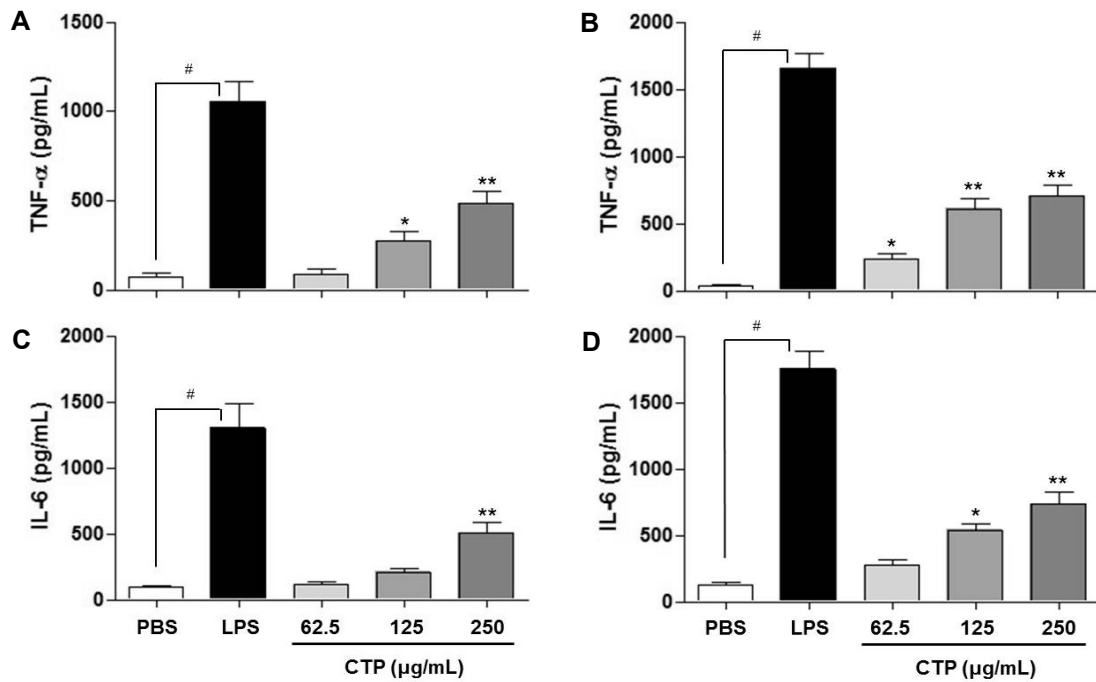 A
TNF-α (pg/mL)
1500
1000
500
0
#
*
**
B
TNF-α (pg/mL)
2000
1500
1000
500
0
#
*
**
**
C
IL-6 (pg/mL)
2000
1500
1000
500
0
#
**
PBS LPS 62.5 125 250
CTP (µg/mL)
D
IL-6 (pg/mL)
2000
1500
1000
500
0
#
*
**
PBS LPS 62.5 125 250
CTP (µg/mL)